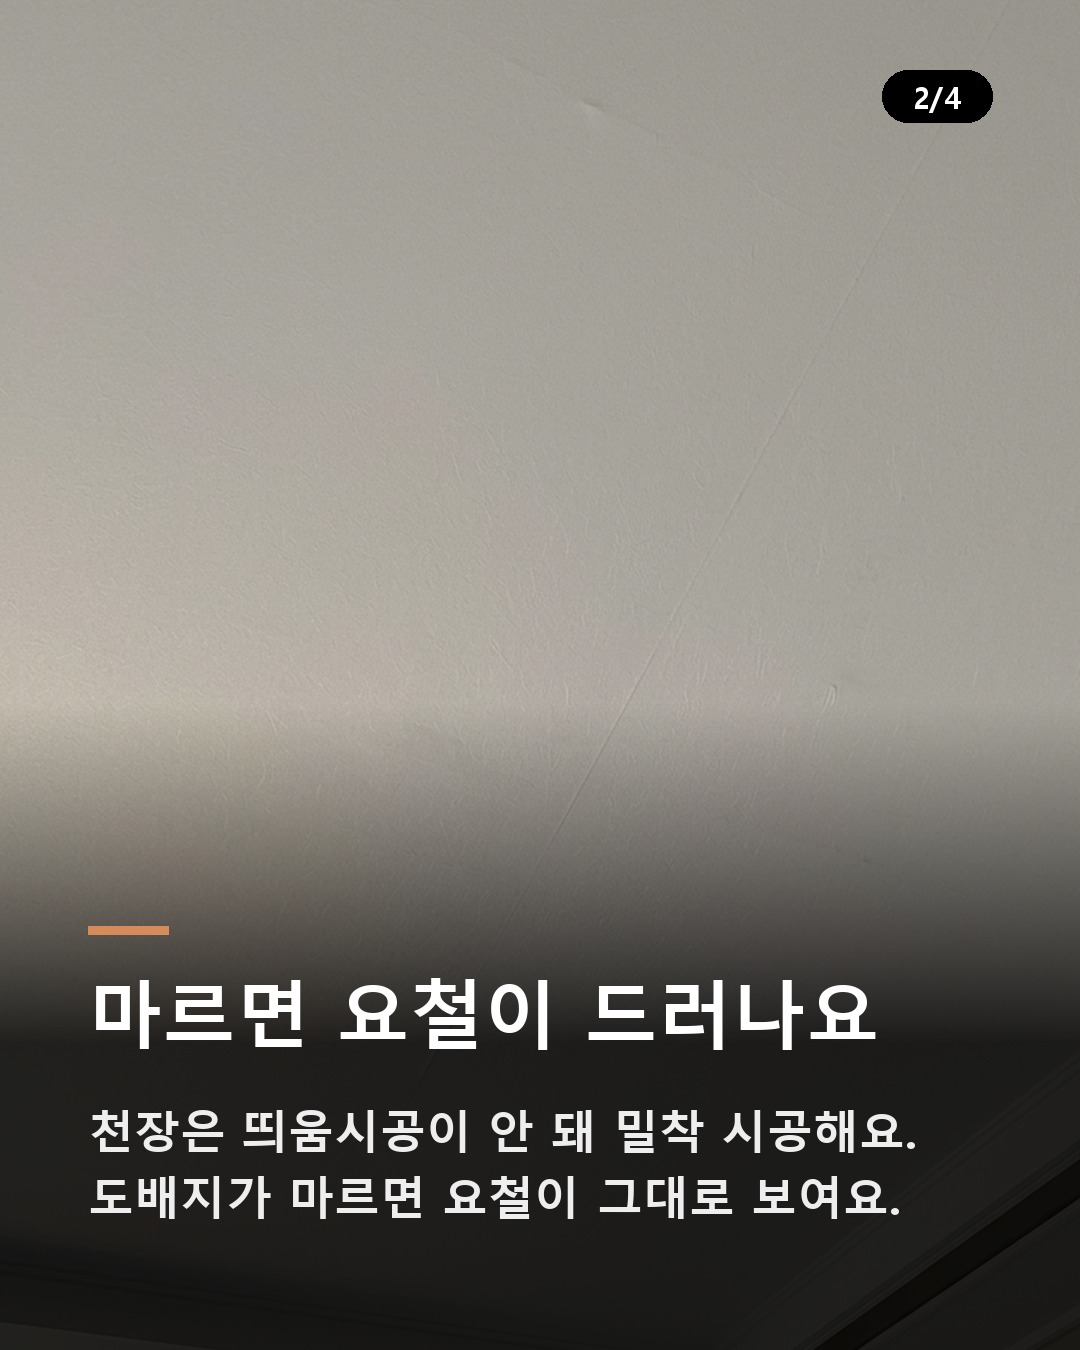 2/4
마르면 요철이 드러나요
천장은 띄움시공이 안 돼 밀착 시공해요.
도배지가 마르면 요철이 그대로 보여요.